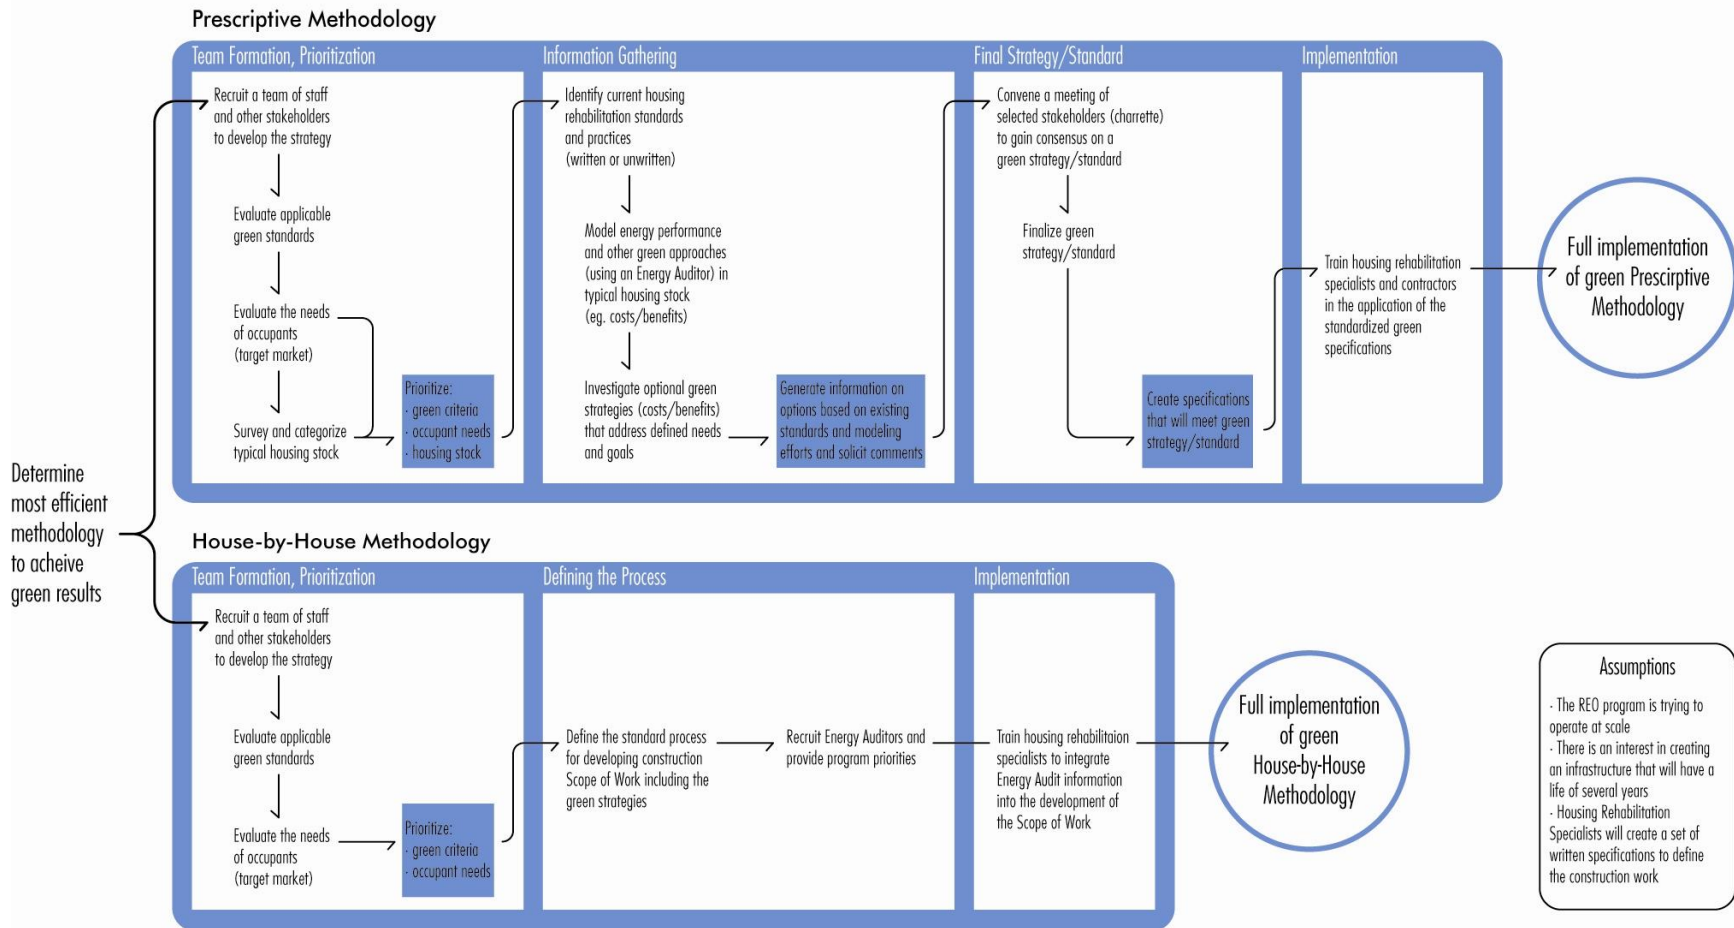 Prescriptive Methodology
Team Formation, Prioritization
Recruit a team of staff
and other stakeholders
to develop the strategy
Evaluate applicable
green standards
Evaluate the needs
of occupants
(target market)
Survey and categorize
typical housing stock
Prioritize:
· green criteria
· occupant needs
· housing stock
Information Gathering
Identify current housing
rehabilitation standards
and practices
(written or unwritten)
Model energy performance
and other green approaches
(using an Energy Auditor) in
typical housing stock
(eg. costs/benefits)
Investigate optional green
strategies (costs/benefits)
that address defined needs
and goals
Generate information on
options based on existing
standards and modeling
efforts and solicit comments
Final Strategy/Standard
Convene a meeting of
selected stakeholders (charrette)
to gain consensus on a
green strategy/standard
Finalize green
strategy/standard
Create specifications
that will meet green
strategy/standard
Implementation
Train housing rehabilitation
specialists and contractors
in the application of the
standardized green
specifications
Full implementation
of green Prescirptive
Methodology
Determine
most efficient
methodology
to acheive
green results
House-by-House Methodology
Team Formation, Prioritization
Recruit a team of staff
and other stakeholders
to develop the strategy
Evaluate applicable
green standards
Evaluate the needs
of occupants
(target market)
Prioritize:
· green criteria
· occupant needs
Defining the Process
Define the standard process
for developing construction
Scope of Work including the
green strategies
Recruit Energy Auditors and
provide program priorities
Implementation
Train housing rehabilitaion
specialists to integrate
Energy Audit information
into the development of
the Scope of Work
Full implementation
of green
House-by-House
Methodology
Assumptions
· The REO program is trying to
operate at scale
· There is an interest in creating
an infrastructure that will have a
life of several years
· Housing Rehabilitation
Specialists will create a set of
written specifications to define
the construction work